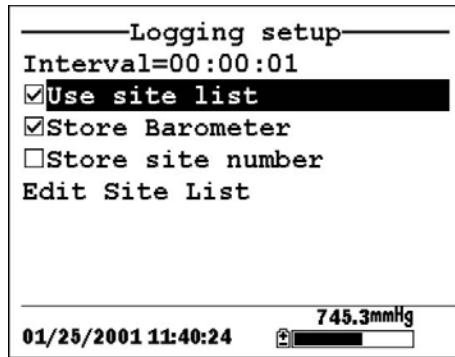 Logging setup
Interval=00:00:01
Use site list
Store Barometer
Store site number
Edit Site List
745.3mmHg
01/25/2001 11:40:24